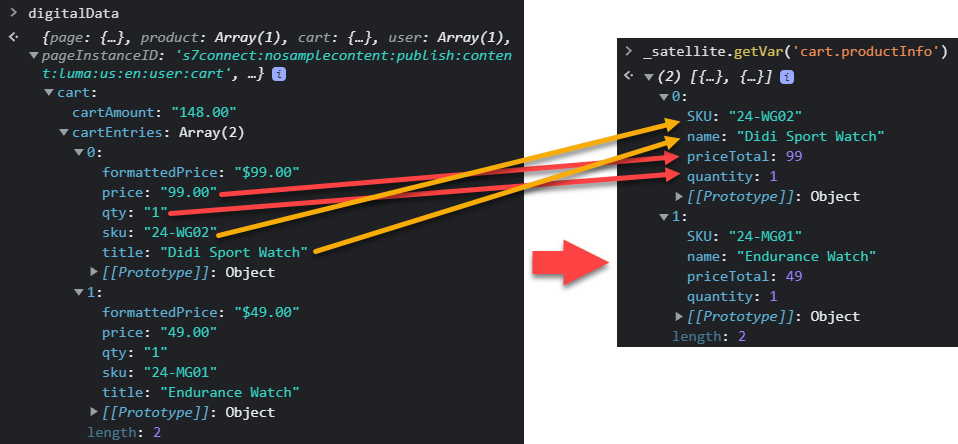 > digitalData
{page: {…}, product: Array(1), cart: {…}, user: Array(1),
pageInstanceID: 's7connect:nosamplecontent:publish:conten
t:luma:us:en:user:cart', …} i
cart:
cartAmount: "148.00"
cartEntries: Array(2)
0:
formattedPrice: "$99.00"
price: "99.00"
qty: "1"
sku: "24-WG02"
title: "Didi Sport Watch"
[[Prototype]]: Object
1:
formattedPrice: "$49.00"
price: "49.00"
qty: "1"
sku: "24-MG01"
title: "Endurance Watch"
[[Prototype]]: Object
length: 2
> _satellite.getVar('cart.productInfo')
(2) [{…}, {…}] i
0:
SKU: "24-WG02"
name: "Didi Sport Watch"
priceTotal: 99
quantity: 1
[[Prototype]]: Object
1:
SKU: "24-MG01"
name: "Endurance Watch"
priceTotal: 49
quantity: 1
[[Prototype]]: Object
length: 2